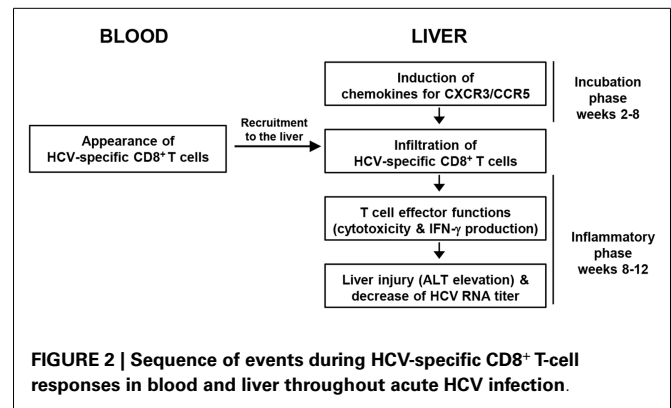 BLOOD
LIVER
Induction of
chemokines for CXCR3/CCR5
Incubation
phase
weeks 2-8
Recruitment
to the liver
Appearance of
HCV-specific CD8+ T cells
Infiltration of
HCV-specific CD8+ T cells
T cell effector functions
(cytotoxicity & IFN-γ production)
Inflammatory
phase
weeks 8-12
Liver injury (ALT elevation) &
decrease of HCV RNA titer
FIGURE 2 | Sequence of events during HCV-specific CD8+ T-cell
responses in blood and liver throughout acute HCV infection.